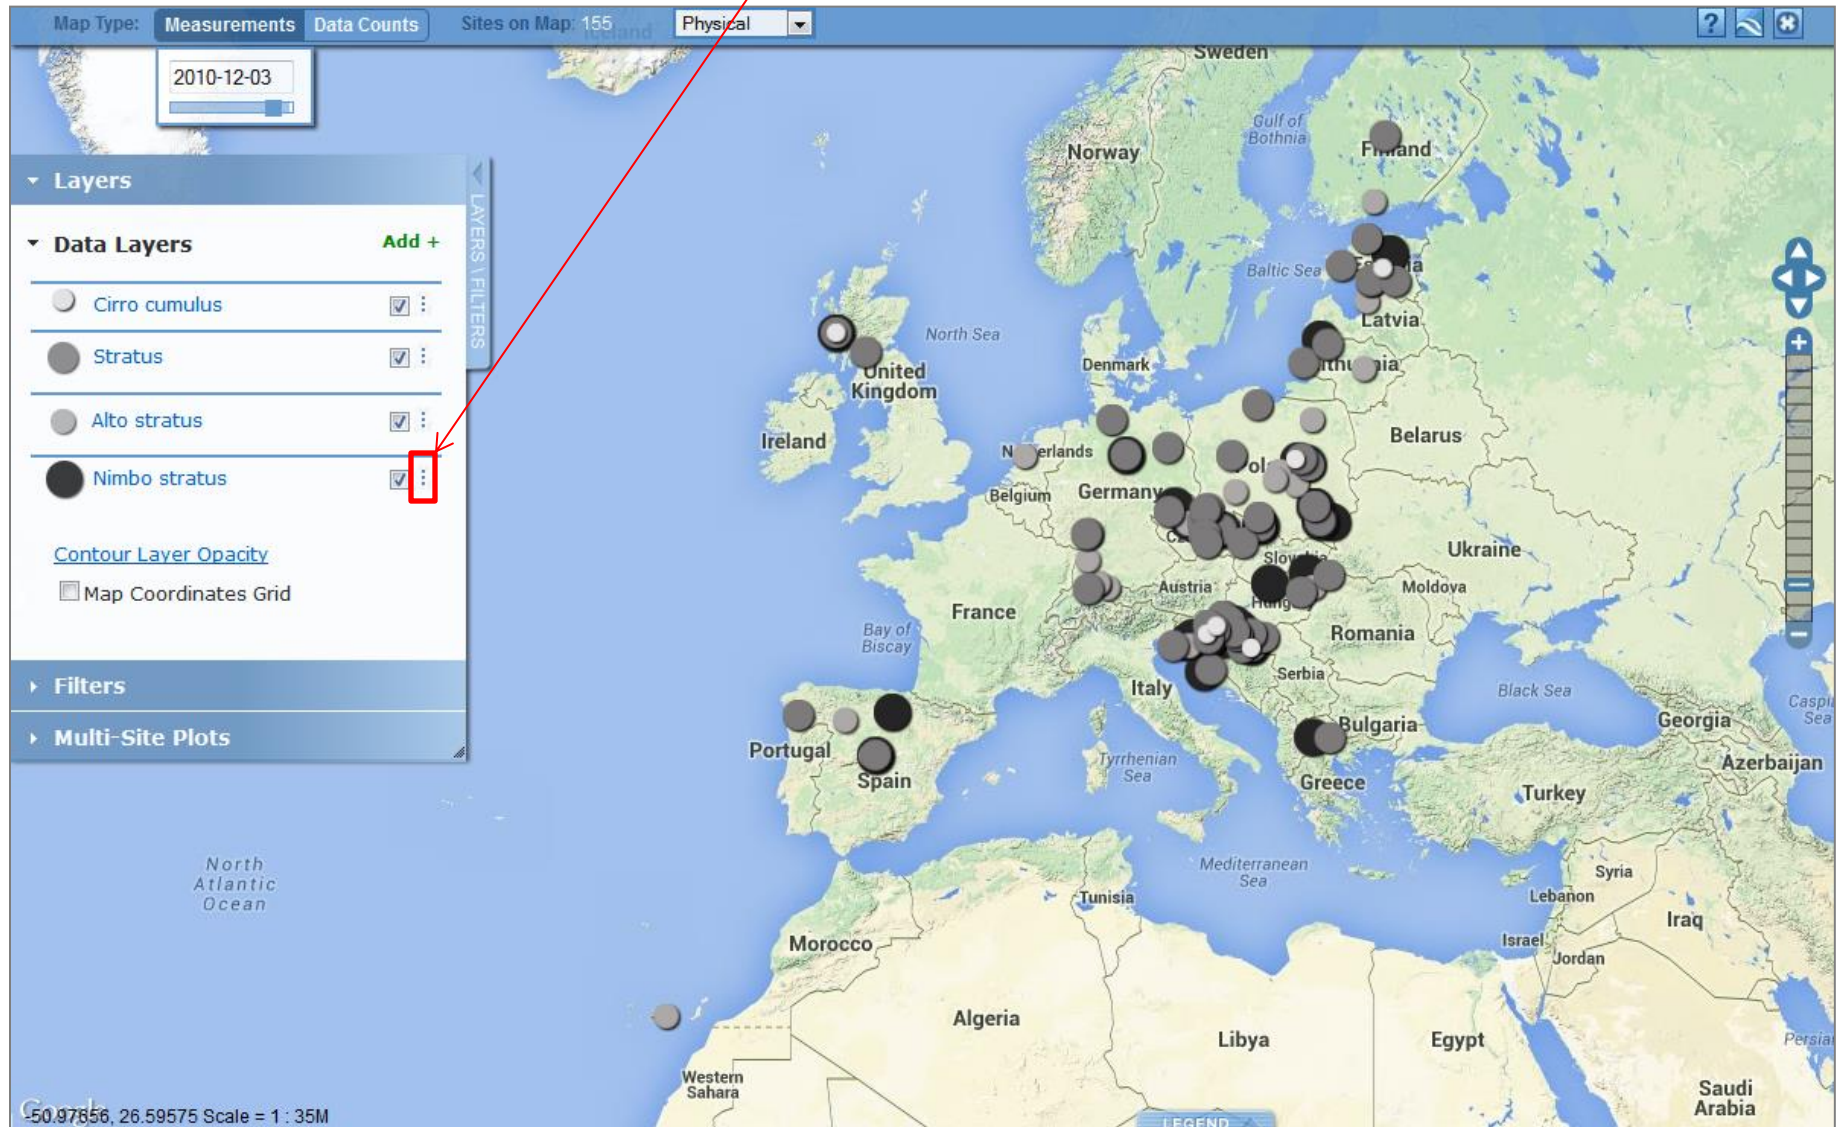 Map Type: Measurements Data Counts Sites on Map: 155 Physical
2010-12-03
Layers
Data Layers Add +
Cirro cumulus
Stratus
Alto stratus
Nimbo stratus
Contour Layer Opacity
Map Coordinates Grid
Filters
Multi-Site Plots
LAYERS \ FILTERS
Sweden
Gulf of
Bothnia
Norway
Finland
Baltic Sea
Latvia
North Sea
Denmark
United
Kingdom
Ireland
Belarus
Belgium
Germany
Ukraine
Austria
Moldova
France
Bay of
Biscay
Romania
Serbia
Italy
Black Sea
Georgia
Bulgaria
Portugal
Spain
Tyrrhenian
Sea
Greece
Azerbaijan
Turkey
North
Atlantic
Ocean
Mediterranean
Sea
Syria
Lebanon
Tunisia
Iraq
Morocco
Israel
Jordan
Algeria
Libya
Egypt
Western
Sahara
Saudi
Arabia
-50.97656, 26.59575 Scale = 1 : 35M
LEGEND